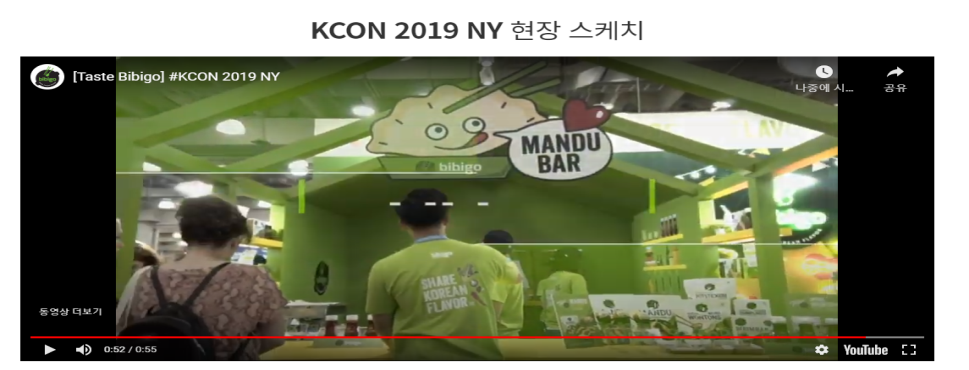 KCON 2019 NY 현장 스케치
[Taste Bibigo] #KCON 2019 NY
나중에 시...
공유
MANDU
BAR
bibigo
SHARE
KOREAN
FLAVOR
MANDU
동영상 더보기
0:52 / 0:55
YouTube